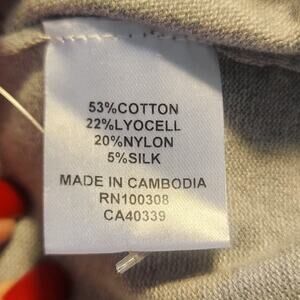 53%COTTON
22%LYOCELL
20%NYLON
5%SILK
MADE IN CAMBODIA
RN100308
CA40339